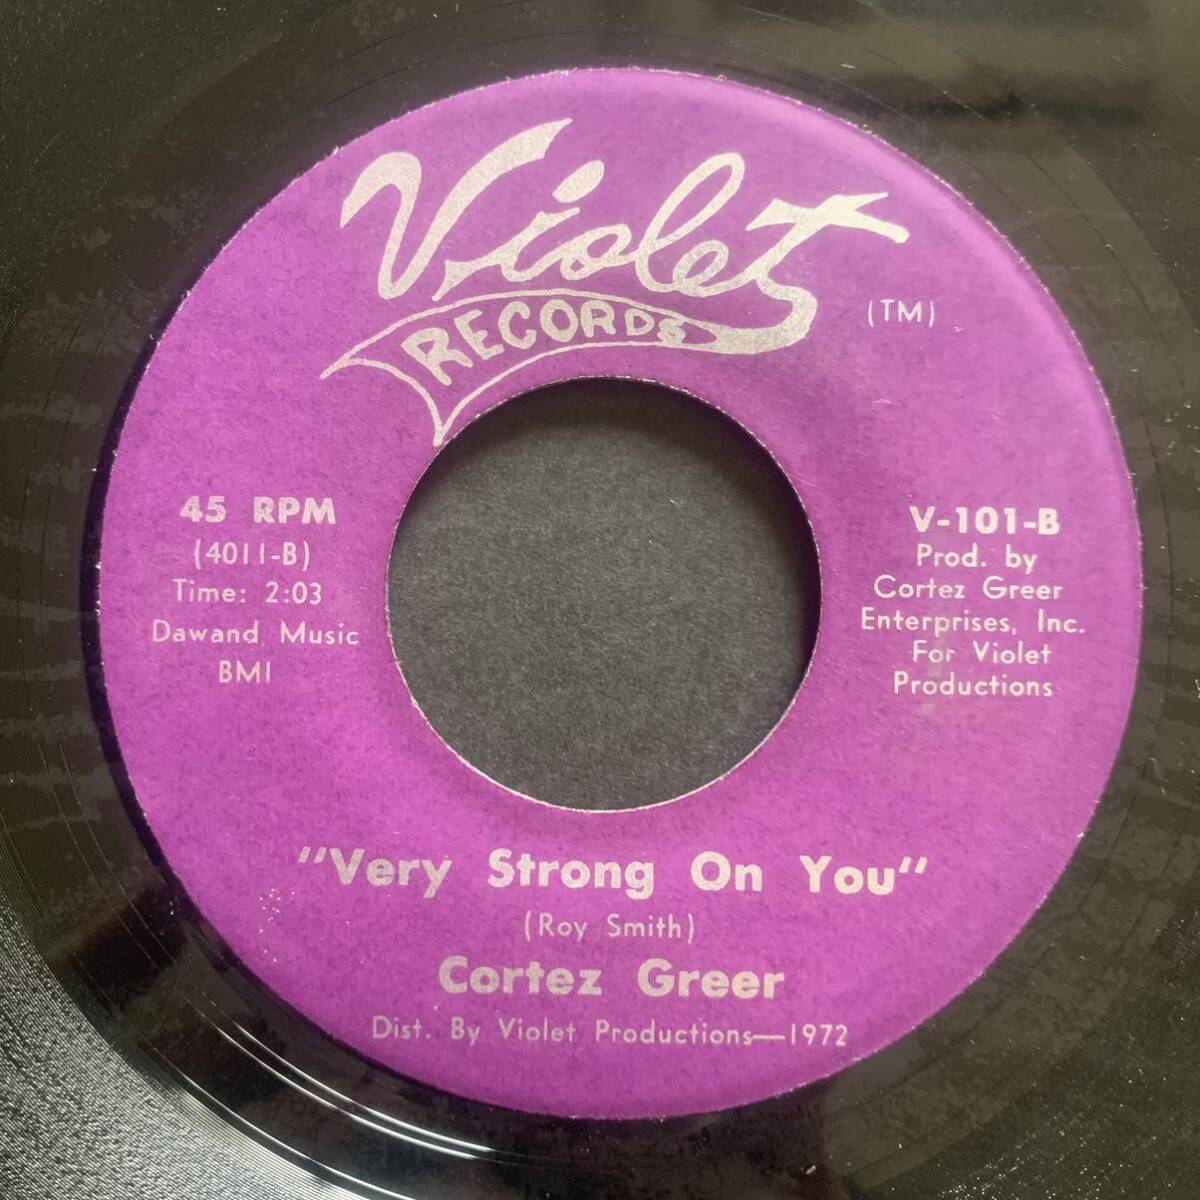 Violet
RECORDS
(TM)
45 RPM
(4011-B)
Time: 2:03
Dawand Music
BMI
V-101-B
Prod. by
Cortez Greer
Enterprises, Inc.
For Violet
Productions
"Very Strong On You"
(Roy Smith)
Cortez Greer
Dist. By Violet Productions—1972